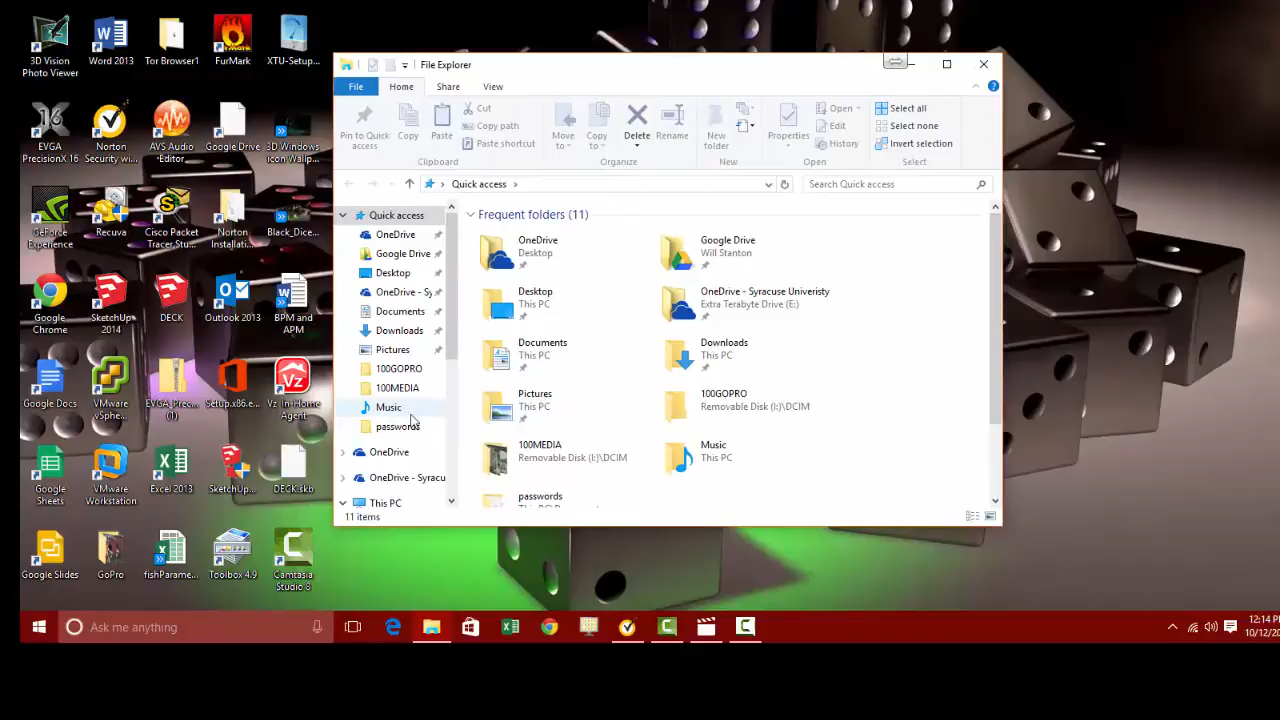 3D Vision
Photo Viewer
Word 2013
Tor Browser1
FurMark
XTU-Setup...
EVGA
PrecisionX 16
Norton
Security wi...
AVS Audio
Editor
Google Drive
3D Windows
icon Wallp...
GeForce
Experience
Recuva
Cisco Packet
Tracer Stu...
Norton
Installati...
Black_Dice...
Google
Chrome
SketchUp
2014
DECK
Outlook 2013
BPM and
APM
Google Docs
VMware
vSphe...
EVGA_Preci...
(1)
Setup.x86.e...
Vz In-Home
Agent
Google
Sheets
VMware
Workstation
Excel 2013
SketchUp...
DECK.skb
Google Slides
GoPro
fishParame...
Toolbox 4.9
Camtasia
Studio 8
File Explorer
File
Home
Share
View
Pin to Quick
access
Copy
Paste
Cut
Copy path
Paste shortcut
Clipboard
Move
to
Copy
to
Delete
Rename
Organize
New
folder
New
Properties
Open
Edit
History
Open
Select all
Select none
Invert selection
Select
Quick access
Search Quick access
Quick access
OneDrive
Google Drive
Desktop
OneDrive - Sy
Documents
Downloads
Pictures
100GOPRO
100MEDIA
Music
passwords
OneDrive
OneDrive - Syracu
This PC
Frequent folders (11)
OneDrive
Desktop
Google Drive
Will Stanton
Desktop
This PC
OneDrive - Syracuse Univeristy
Extra Terabyte Drive (E:)
Documents
This PC
Downloads
This PC
Pictures
This PC
100GOPRO
Removable Disk (I:)\DCIM
100MEDIA
Removable Disk (I:)\DCIM
Music
This PC
passwords
11 items
Ask me anything
12:14 P
10/12/20